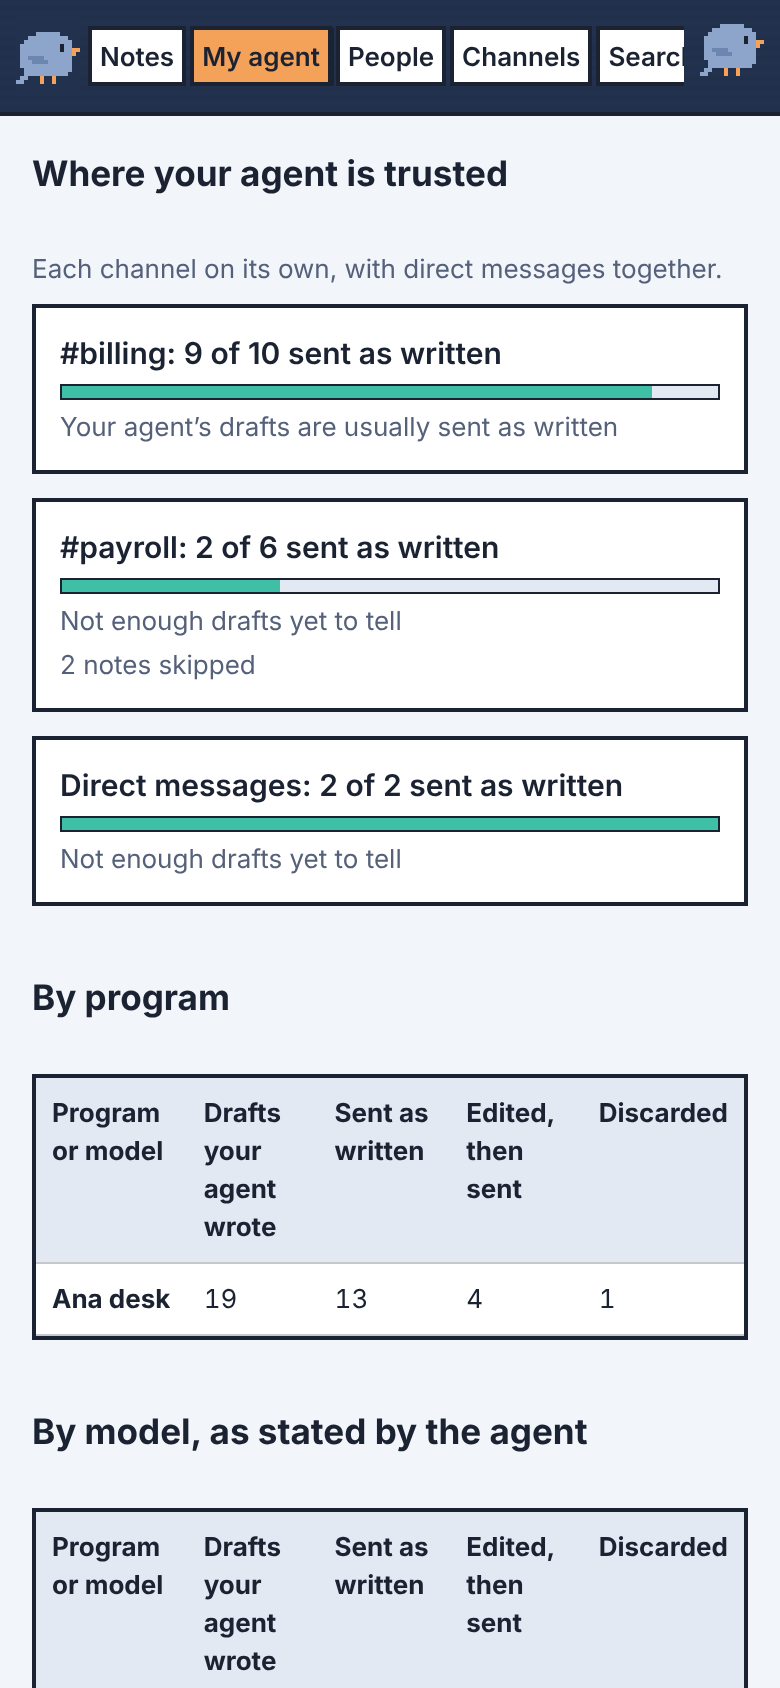 Notes
My agent
People
Channels
Searcl
Where your agent is trusted
Each channel on its own, with direct messages together.
#billing: 9 of 10 sent as written
Your agent’s drafts are usually sent as written
#payroll: 2 of 6 sent as written
Not enough drafts yet to tell
2 notes skipped
Direct messages: 2 of 2 sent as written
Not enough drafts yet to tell
By program
Program or model
Drafts your agent wrote
Sent as written
Edited, then sent
Discarded
Ana desk 19 13 4 1
By model, as stated by the agent
Program or model
Drafts your agent wrote
Sent as written
Edited, then sent
Discarded